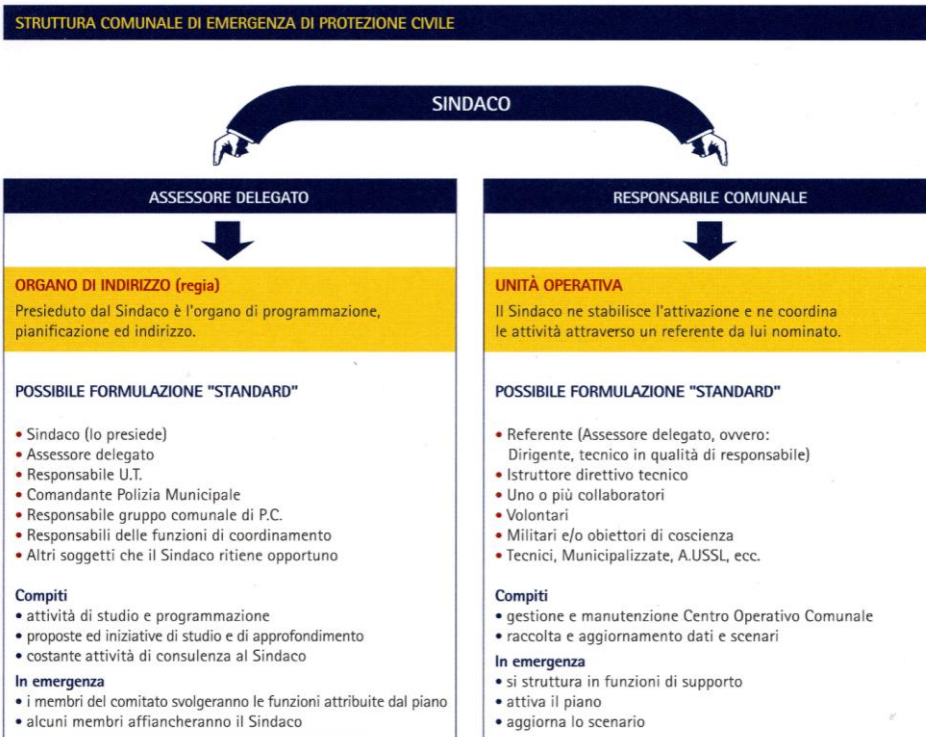 STRUTTURA COMUNALE DI EMERGENZA DI PROTEZIONE CIVILE
SINDACO
ASSESSORE DELEGATO
ORGANO DI INDIRIZZO (regia)
Presieduto dal Sindaco è l'organo di programmazione,
pianificazione ed indirizzo.
POSSIBILE FORMULAZIONE "STANDARD"
• Sindaco (lo presiede)
• Assessore delegato
• Responsabile U.T.
• Comandante Polizia Municipale
• Responsabile gruppo comunale di P.C.
• Responsabili delle funzioni di coordinamento
• Altri soggetti che il Sindaco ritiene opportuno
Compiti
• attività di studio e programmazione
• proposte ed iniziative di studio e di approfondimento
• costante attività di consulenza al Sindaco
In emergenza
• i membri del comitato svolgeranno le funzioni attribuite dal piano
• alcuni membri affiancheranno il Sindaco
RESPONSABILE COMUNALE
UNITÀ OPERATIVA
Il Sindaco ne stabilisce l'attivazione e ne coordina
le attività attraverso un referente da lui nominato.
POSSIBILE FORMULAZIONE "STANDARD"
• Referente (Assessore delegato, ovvero:
Dirigente, tecnico in qualità di responsabile)
• Istruttore direttivo tecnico
• Uno o più collaboratori
• Volontari
• Militari e/o obiettori di coscienza
• Tecnici, Municipalizzate, A.USSL, ecc.
Compiti
• gestione e manutenzione Centro Operativo Comunale
• raccolta e aggiornamento dati e scenari
In emergenza
• si struttura in funzioni di supporto
• attiva il piano
• aggiorna lo scenario